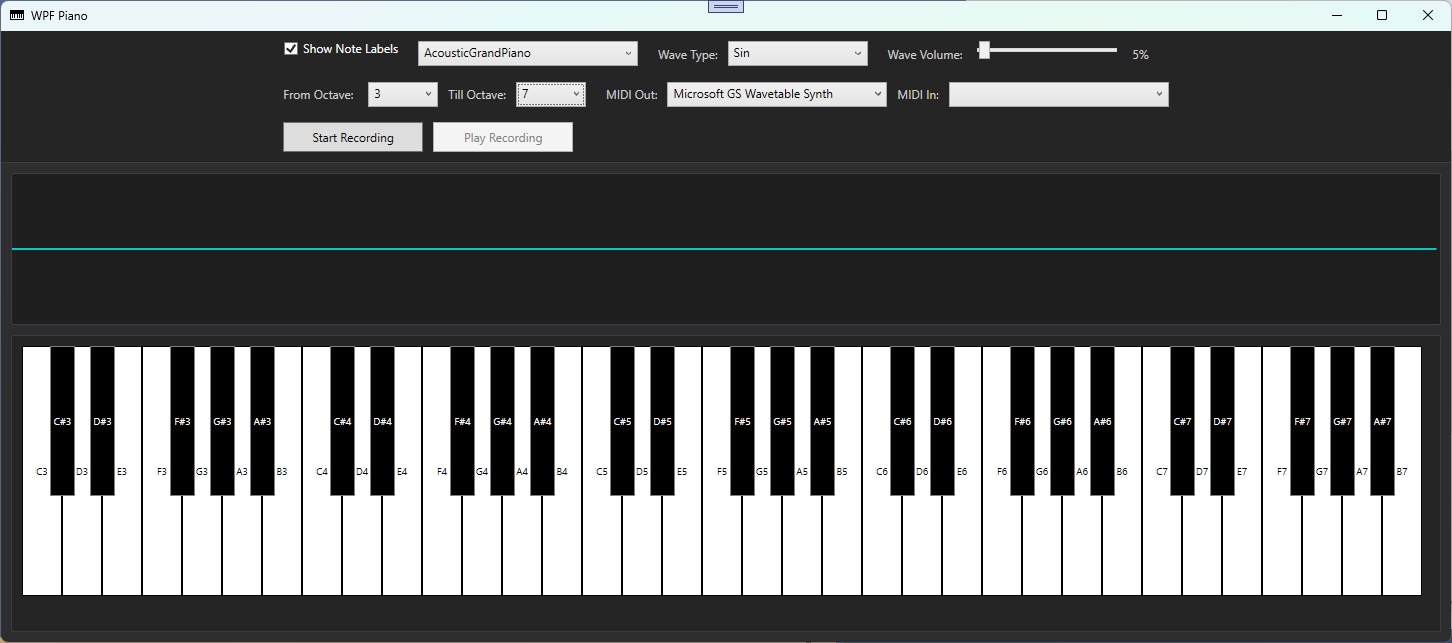 WPF Piano
Show Note Labels AcousticGrandPiano Wave Type: Sin Wave Volume: 5%
From Octave: 3 Till Octave: 7 MIDI Out: Microsoft GS Wavetable Synth MIDI In:
Start Recording Play Recording
C#3 D#3 F#3 G#3 A#3 C#4 D#4 F#4 G#4 A#4 C#5 D#5 F#5 G#5 A#5 C#6 D#6 F#6 G#6 A#6 C#7 D#7 F#7 G#7 A#7
C3 D3 E3 F3 G3 A3 B3 C4 D4 E4 F4 G4 A4 B4 C5 D5 E5 F5 G5 A5 B5 C6 D6 E6 F6 G6 A6 B6 C7 D7 E7 F7 G7 A7 B7